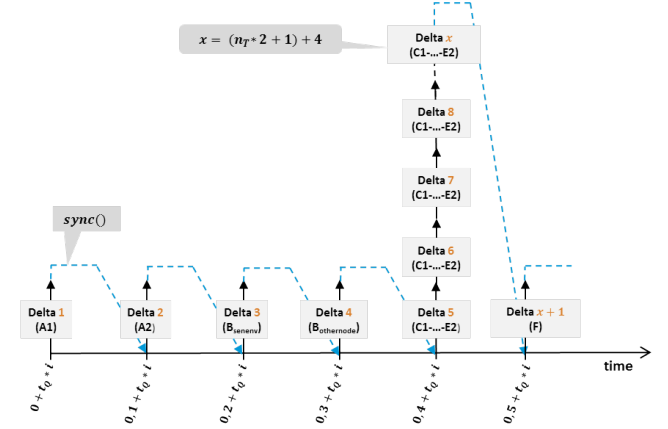 x = (n_T * 2 + 1) + 4
Delta x
(C1-...-E2)
Delta 8
(C1-...-E2)
Delta 7
(C1-...-E2)
sync()
Delta 6
(C1-...-E2)
Delta 1
(A1)
Delta 2
(A2)
Delta 3
(B_senenv)
Delta 4
(B_othernode)
Delta 5
(C1-...-E2)
Delta x + 1
(F)
time
0 + t_Q * i
0,1 + t_Q * i
0,2 + t_Q * i
0,3 + t_Q * i
0,4 + t_Q * i
0,5 + t_Q * i